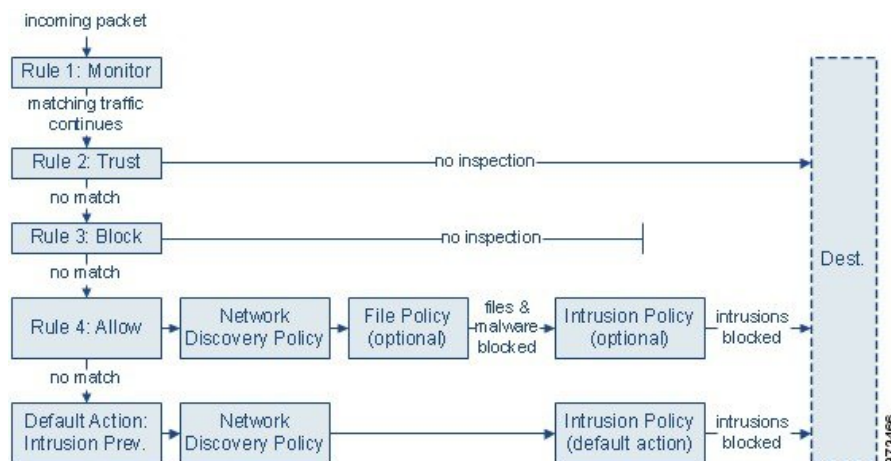 incoming packet
Rule 1: Monitor
matching traffic
continues
Rule 2: Trust
no inspection
no match
Rule 3: Block
no inspection
no match
Dest.
Rule 4: Allow
Network
Discovery Policy
File Policy
(optional)
files &
malware
blocked
Intrusion Policy
(optional)
intrusions
blocked
no match
Default Action:
Intrusion Prev.
Network
Discovery Policy
Intrusion Policy
(default action)
intrusions
blocked